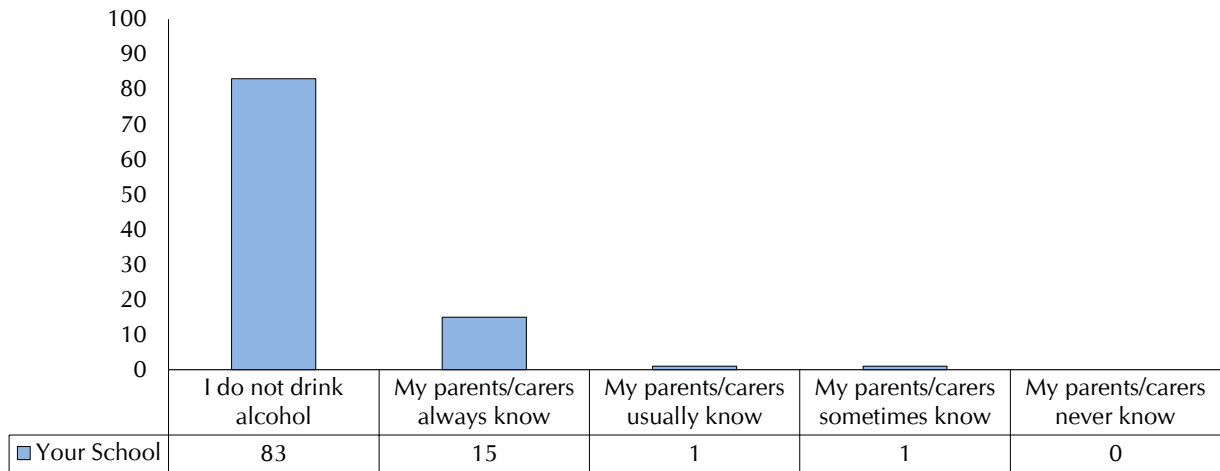 100
90
80
70
60
50
40
30
20
10
0
I do not drink alcohol
My parents/carers always know
My parents/carers usually know
My parents/carers sometimes know
My parents/carers never know
Your School 83 15 1 1 0